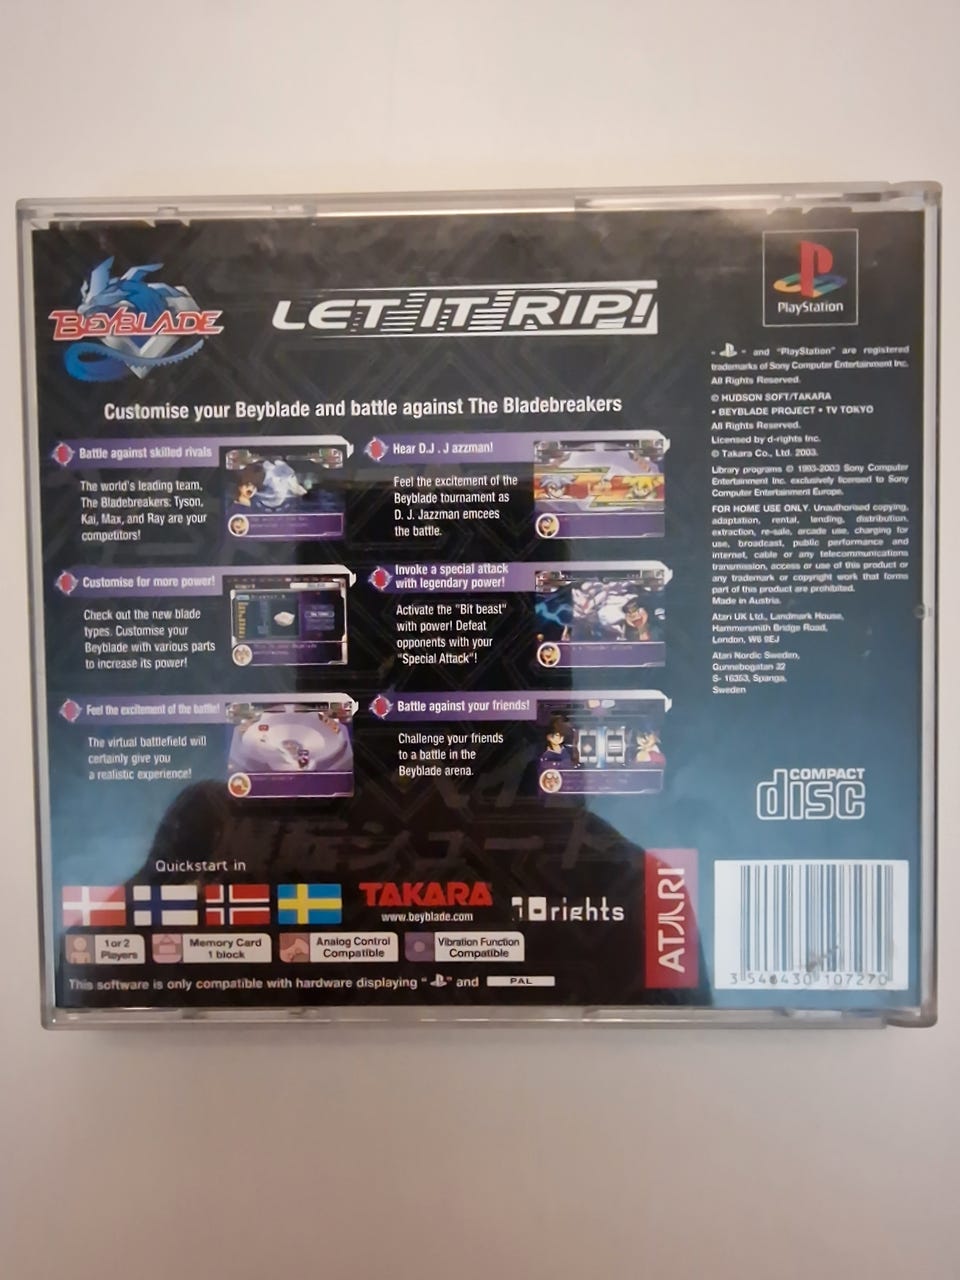 BEYBLADE
LET IT RIP!
PlayStation
Customise your Beyblade and battle against The Bladebreakers
Battle against skilled rivals
The world's leading team,
The Bladebreakers: Tyson,
Kai, Max, and Ray are your
competitors!
Hear D.J . J azzman!
Feel the excitement of the
Beyblade tournament as
D. J. Jazzman emcees
the battle.
Customise for more power!
Check out the new blade
types. Customise your
Beyblade with various parts
to increase its power!
Invoke a special attack
with legendary power!
Activate the "Bit beast"
with power! Defeat
opponents with your
"Special Attack"!
Feel the excitement of the battle!
The virtual battlefield will
certainly give you
a realistic experience!
Battle against your friends!
Challenge your friends
to a battle in the
Beyblade arena.
" " and "PlayStation" are registered
trademarks of Sony Computer Entertainment Inc.
All Rights Reserved.
© HUDSON SOFT/TAKARA
• BEYBLADE PROJECT • TV TOKYO
All Rights Reserved.
Licensed by d-rights Inc.
© Takara Co., Ltd. 2003.
Library programs © 1993-2003 Sony Computer
Entertainment Inc. exclusively licensed to Sony
Computer Entertainment Europe.
FOR HOME USE ONLY. Unauthorised copying,
adaptation, rental, lending, distribution,
extraction, re-sale, arcade use, charging for
use, broadcast, public performance and
internet, cable or any telecommunications
transmission, access or use of this product or
any trademark or copyright work that forms
part of this product are prohibited.
Made in Austria.
Atari UK Ltd., Landmark House,
Hammersmith Bridge Road,
London, W6 9EJ
Atari Nordic Sweden,
Gunnebogatan 32
S- 16353, Spanga,
Sweden
COMPACT
disc
シュート
Quickstart in
TAKARA
www.beyblade.com
rights
ATARI
1 or 2
Players
Memory Card
1 block
Analog Control
Compatible
Vibration Function
Compatible
This software is only compatible with hardware displaying " " and PAL
3 546430 107270